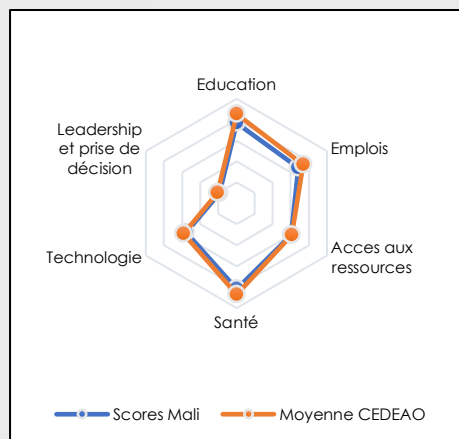 Education
Leadership
et prise de
décision
Emplois
Technologie
Acces aux
ressources
Santé
Scores Mali
Moyenne CEDEAO